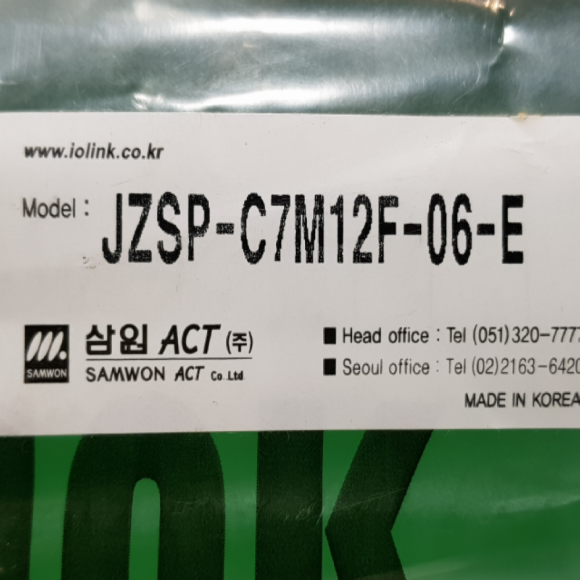 www.iolink.co.kr
Model : JZSP-C7M12F-06-E
삼원 ACT (주)
SAMWON ACT Co. Ltd.
SAMWON
■ Head office : Tel (051) 320-7777
■ Seoul office : Tel (02) 2163-6420
MADE IN KOREA